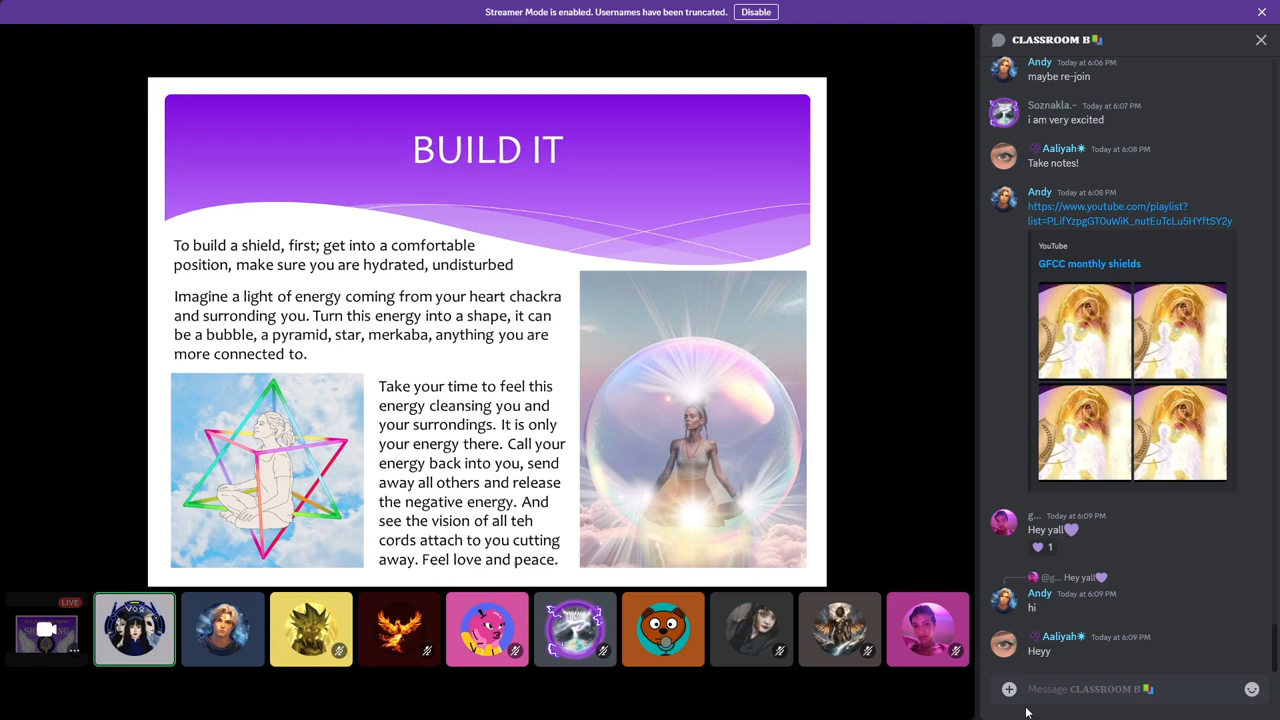 Streamer Mode is enabled. Usernames have been truncated.
Disable
BUILD IT
To build a shield, first; get into a comfortable
position, make sure you are hydrated, undisturbed
Imagine a light of energy coming from your heart chackra
and surronding you. Turn this energy into a shape, it can
be a bubble, a pyramid, star, merkaba, anything you are
more connected to.
Take your time to feel this
energy cleansing you and
your surrondings. It is only
your energy there. Call your
energy back into you, send
away all others and release
the negative energy. And
see the vision of all teh
cords attach to you cutting
away. Feel love and peace.
LIVE
VOX
CLASSROOM B
Andy Today at 6:06 PM
maybe re-join
Soznakla.~ Today at 6:07 PM
i am very excited
Aaliyah☀ Today at 6:08 PM
Take notes!
Andy Today at 6:08 PM
https://www.youtube.com/playlist?
list=PLifYzpgGT0uWiK_nutEuTcLu5HYftSY2y
YouTube
GFCC monthly shields
g... Today at 6:09 PM
Hey yall💜
💜 1
@g... Hey yall💜
Andy Today at 6:09 PM
hi
Aaliyah☀ Today at 6:09 PM
Heyy
Message CLASSROOM B